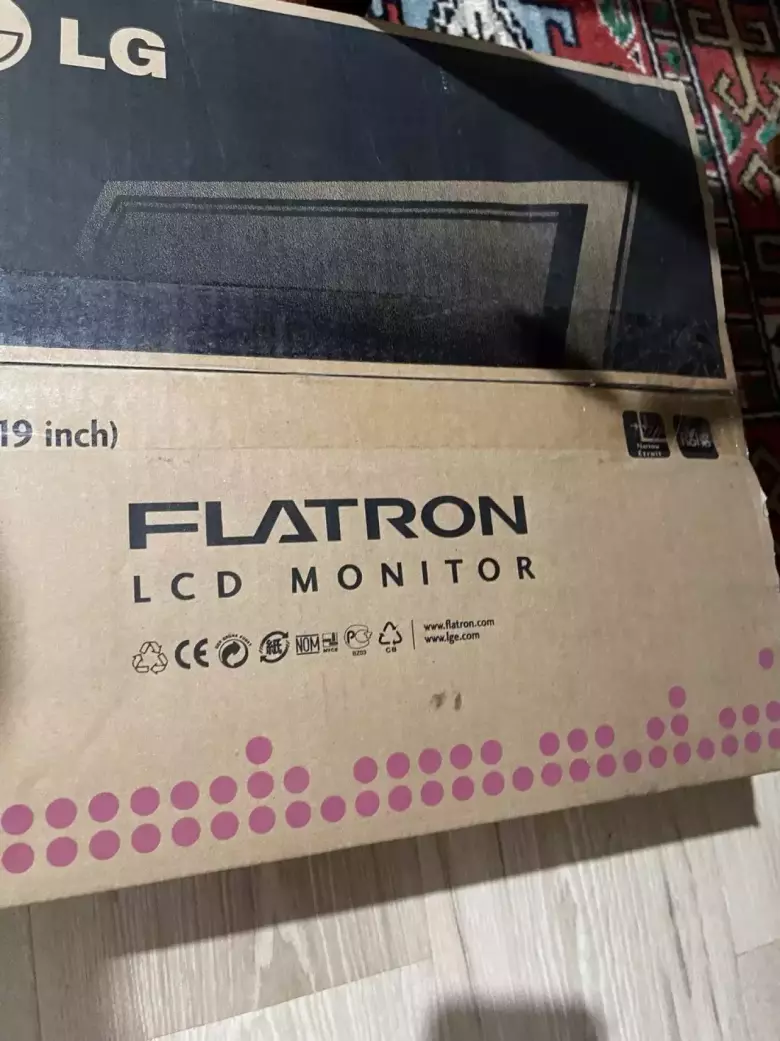 LG
19 inch)
FLATRON
LCD MONITOR
CE NOM
www.flatron.com
www.lge.com